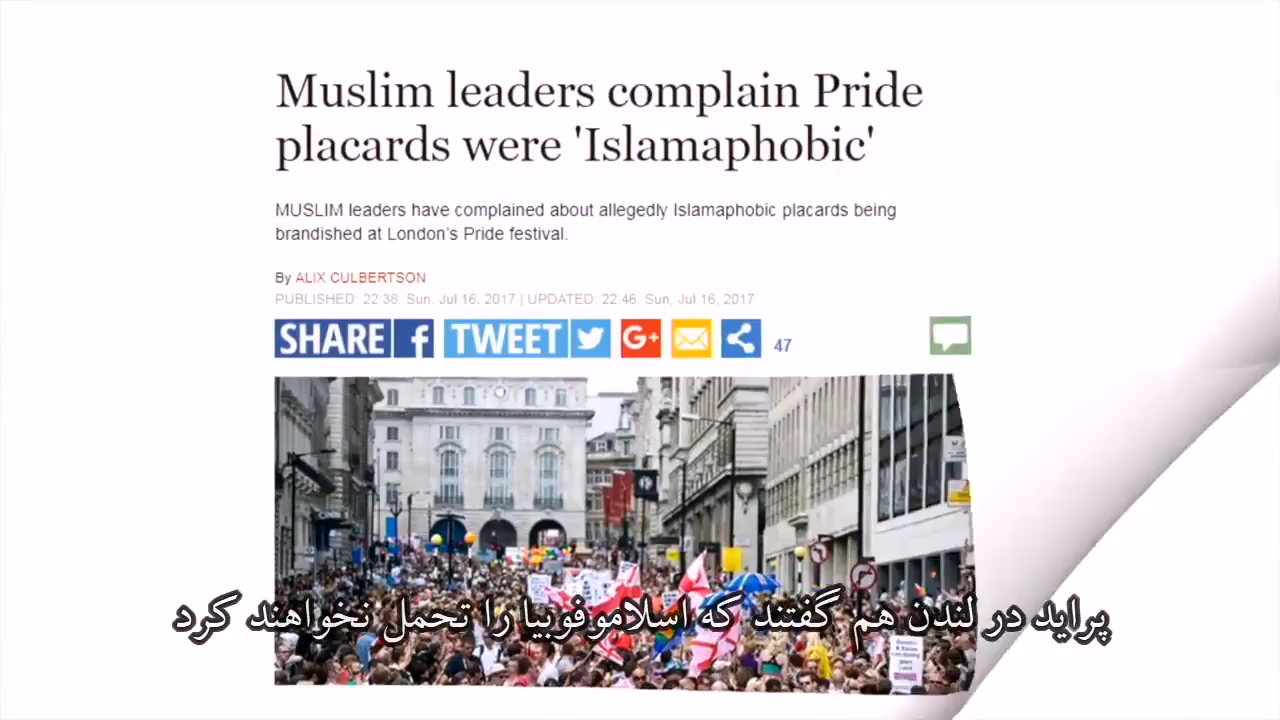 Muslim leaders complain Pride
placards were 'Islamaphobic'
MUSLIM leaders have complained about allegedly Islamaphobic placards being
brandished at London's Pride festival.
By ALIX CULBERTSON
PUBLISHED: 22:38, Sun, Jul 16, 2017 | UPDATED: 22:46, Sun, Jul 16, 2017
SHARE TWEET G+ 47
پراید در لندن هم گفتند که اسلاموفوبیا را تحمل نخواهند کرد